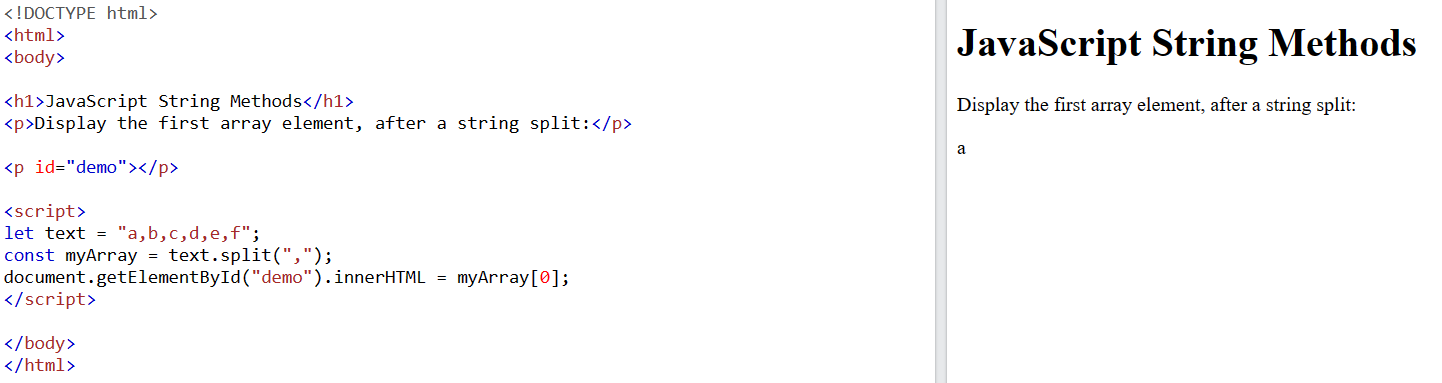 <!DOCTYPE html>
<html>
<body>
<h1>JavaScript String Methods</h1>
<p>Display the first array element, after a string split:</p>
<p id="demo"></p>
<script>
let text = "a,b,c,d,e,f";
const myArray = text.split(",");
document.getElementById("demo").innerHTML = myArray[0];
</script>
</body>
</html>
JavaScript String Methods
Display the first array element, after a string split:
a